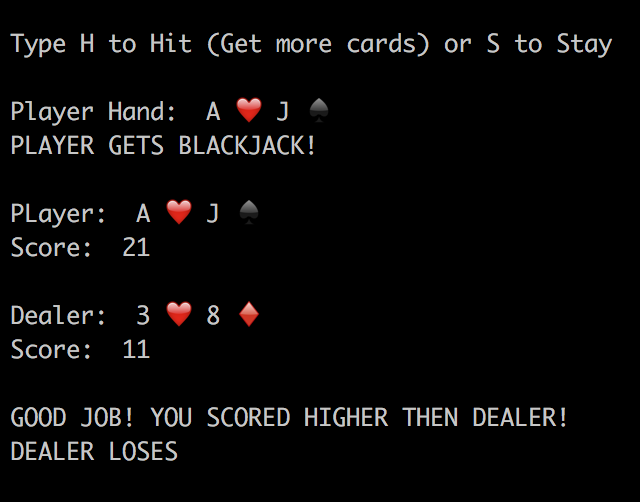 Type H to Hit (Get more cards) or S to Stay
Player Hand:  A ♥️ J ♠️
PLAYER GETS BLACKJACK!
PLayer:  A ♥️ J ♠️
Score:  21
Dealer:  3 ♥️ 8 ♦️
Score:  11
GOOD JOB! YOU SCORED HIGHER THEN DEALER!
DEALER LOSES